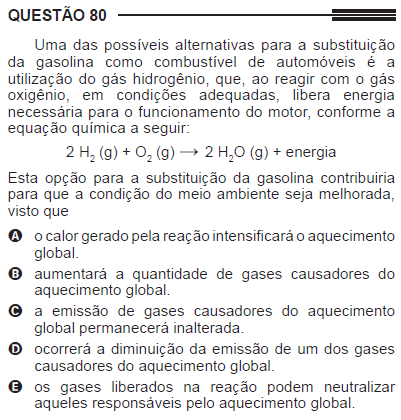 QUESTÃO 80
Uma das possíveis alternativas para a substituição
da gasolina como combustível de automóveis é a
utilização do gás hidrogênio, que, ao reagir com o gás
oxigênio, em condições adequadas, libera energia
necessária para o funcionamento do motor, conforme a
equação química a seguir:
2 H₂ (g) + O₂ (g) → 2 H₂O (g) + energia
Esta opção para a substituição da gasolina contribuiria
para que a condição do meio ambiente seja melhorada,
visto que
A o calor gerado pela reação intensificará o aquecimento
global.
B aumentará a quantidade de gases causadores do
aquecimento global.
C a emissão de gases causadores do aquecimento
global permanecerá inalterada.
D ocorrerá a diminuição da emissão de um dos gases
causadores do aquecimento global.
E os gases liberados na reação podem neutralizar
aqueles responsáveis pelo aquecimento global.